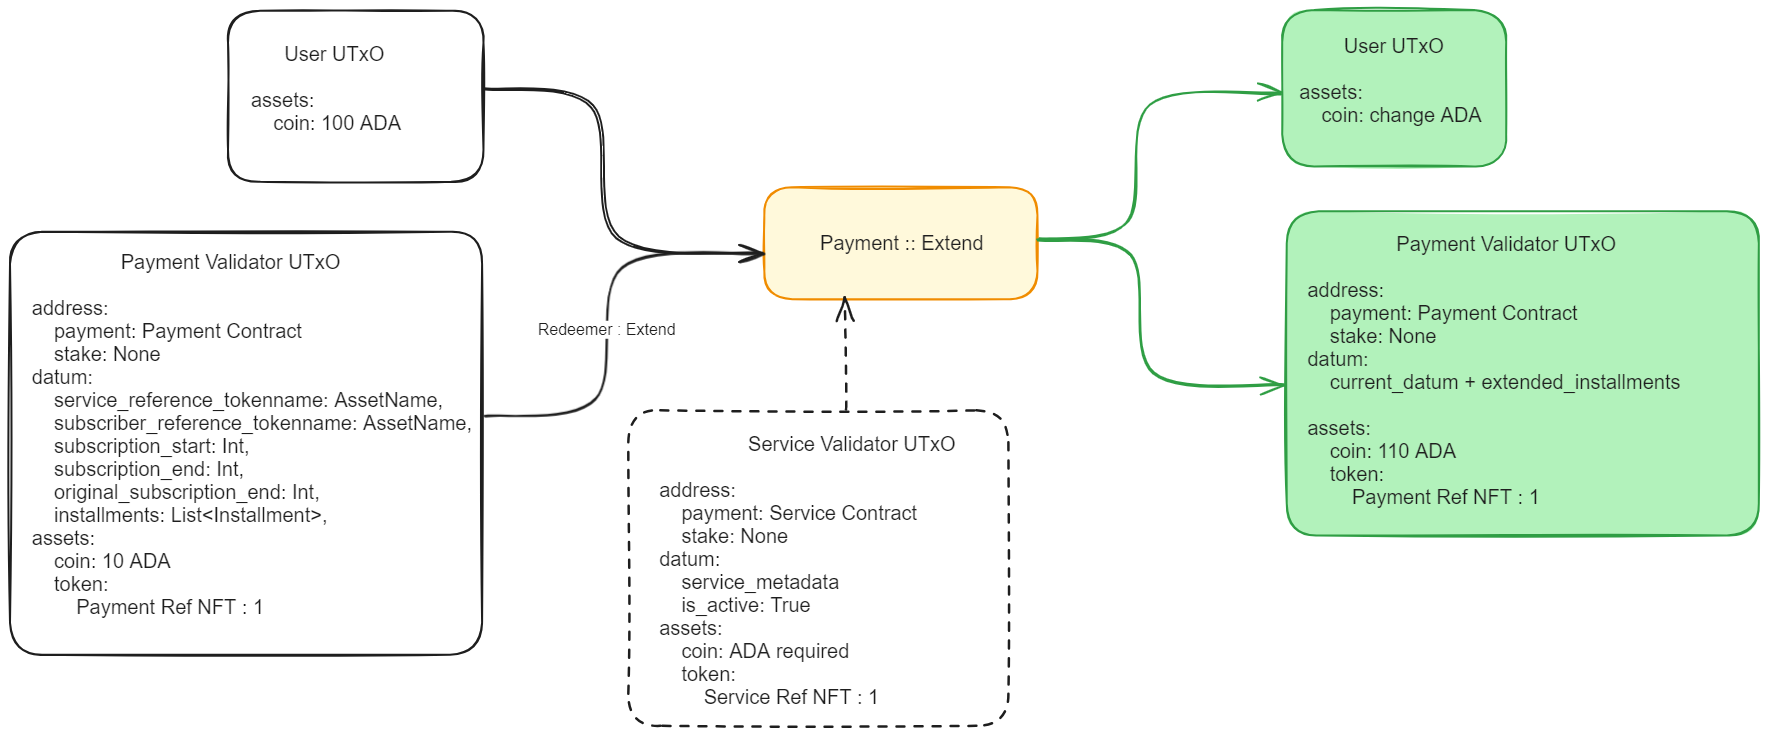 User UTxO
assets:
coin: 100 ADA
Payment Validator UTxO
address:
payment: Payment Contract
stake: None
datum:
service_reference_tokenname: AssetName,
subscriber_reference_tokenname: AssetName,
subscription_start: Int,
subscription_end: Int,
original_subscription_end: Int,
installments: List<Installment>,
assets:
coin: 10 ADA
token:
Payment Ref NFT : 1
Redeemer : Extend
Payment :: Extend
Service Validator UTxO
address:
payment: Service Contract
stake: None
datum:
service_metadata
is_active: True
assets:
coin: ADA required
token:
Service Ref NFT : 1
User UTxO
assets:
coin: change ADA
Payment Validator UTxO
address:
payment: Payment Contract
stake: None
datum:
current_datum + extended_installments
assets:
coin: 110 ADA
token:
Payment Ref NFT : 1